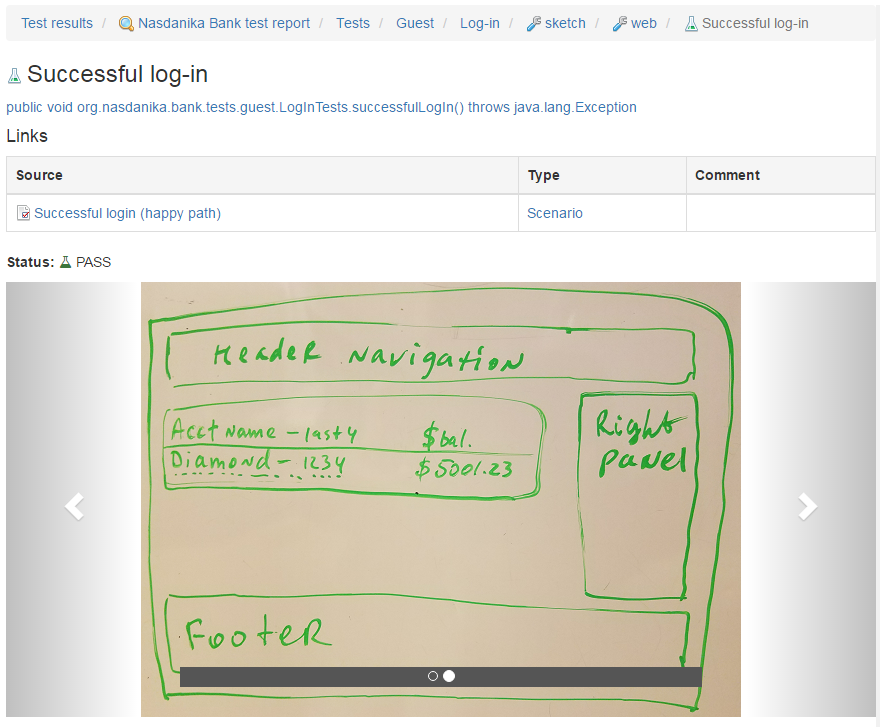 Test results / Nasdanika Bank test report / Tests / Guest / Log-in / sketch / web / Successful log-in
Successful log-in
public void org.nasdanika.bank.tests.guest.LogInTests.successfulLogIn() throws java.lang.Exception
Links
Source Type Comment
Successful login (happy path) Scenario
Status: PASS
Header Navigation
Acct Name - last 4 $ bal.
Diamond - 1234 $5001.23
Right
Panel
Footer